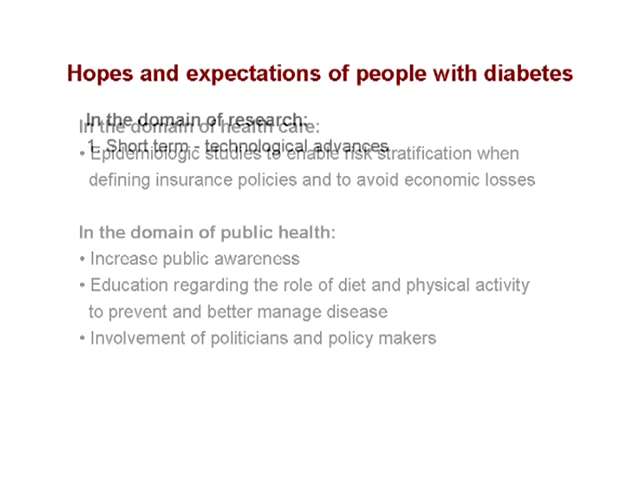 Hopes and expectations of people with diabetes
In the domain of research:
In the domain of health care:
1. Short term - technological advances
• Epidemiologic studies to enable risk stratification when
defining insurance policies and to avoid economic losses
In the domain of public health:
• Increase public awareness
• Education regarding the role of diet and physical activity
to prevent and better manage disease
• Involvement of politicians and policy makers